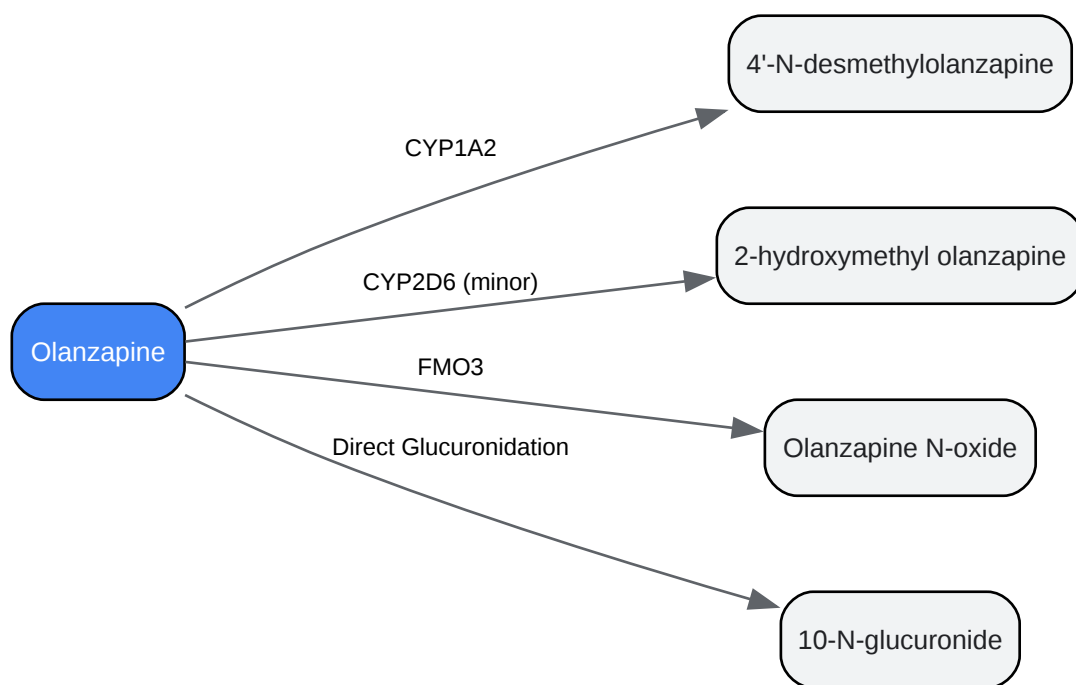 4'-N-desmethylolanzapine
CYP1A2
2-hydroxymethyl olanzapine
CYP2D6 (minor)
Olanzapine
FMO3
Olanzapine N-oxide
Direct Glucuronidation
10-N-glucuronide